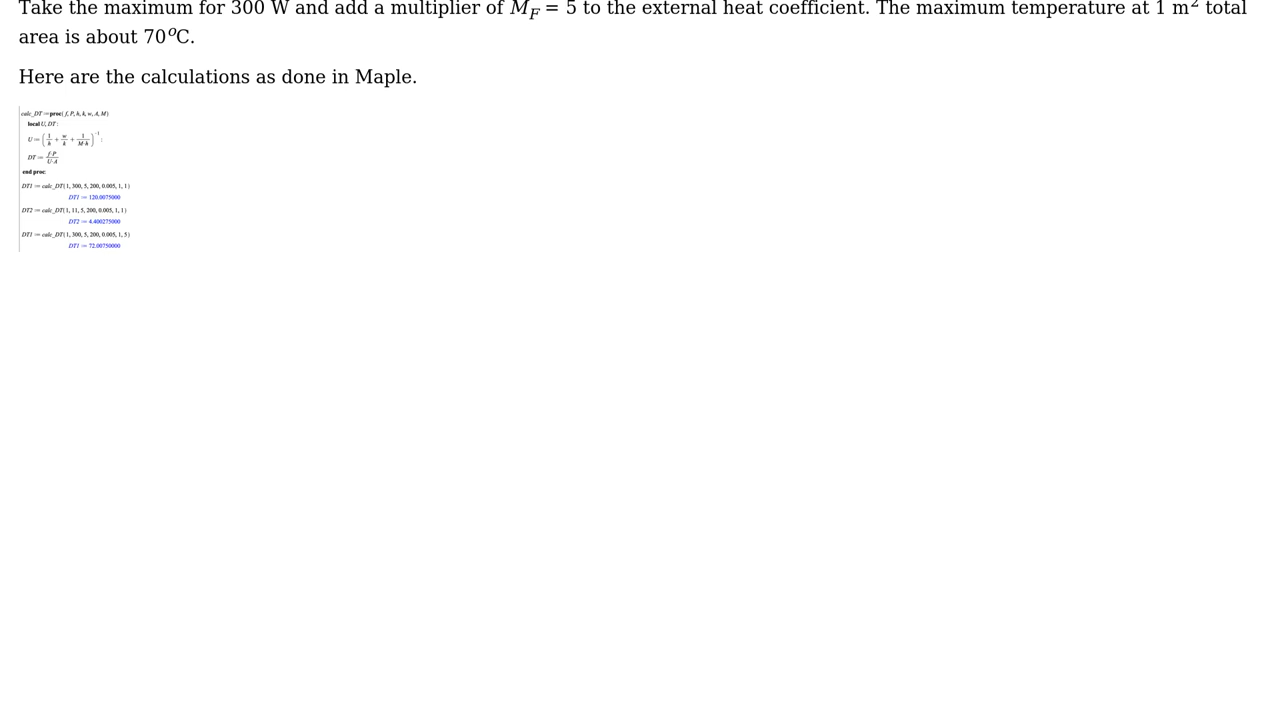 Take the maximum for 300 W and add a multiplier of M_F = 5 to the external heat coefficient. The maximum temperature at 1 m² total
area is about 70°C.
Here are the calculations as done in Maple.
calc_DT := proc( f, P, h, k, w, A, M)
local U, DT :
U := [1/h + w/k + 1/(M·h)]^-1 :
DT := f·P/(U·A)
end proc:
DT1 := calc_DT( 1, 300, 5, 200, 0.005, 1, 1)
DT1 := 120.0075000
DT2 := calc_DT( 1, 11, 5, 200, 0.005, 1, 1)
DT2 := 4.400275000
DT1 := calc_DT( 1, 300, 5, 200, 0.005, 1, 5)
DT1 := 72.00750000